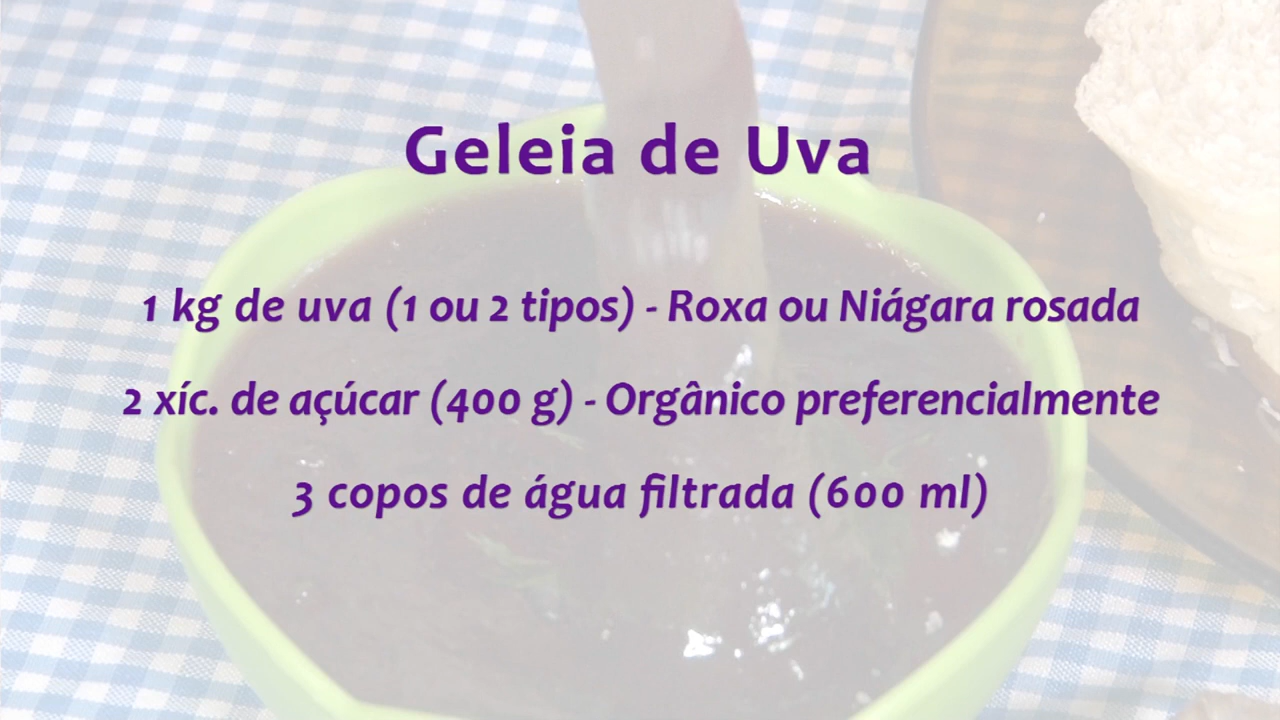 Geleia de Uva
1 kg de uva (1 ou 2 tipos) - Roxa ou Niágara rosada
2 xíc. de açúcar (400 g) - Orgânico preferencialmente
3 copos de água filtrada (600 ml)